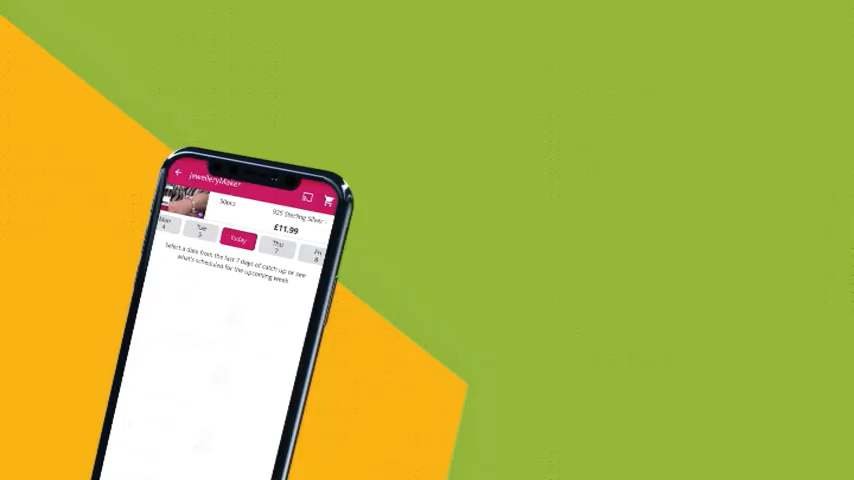 JewelleryMaker
50pcs
925 Sterling Silver
£11.99
Mon 4
Tue 5
Today
Thu 7
Fri 8
Select a date from the last 7 days of catch-up or see
what's scheduled for the upcoming week